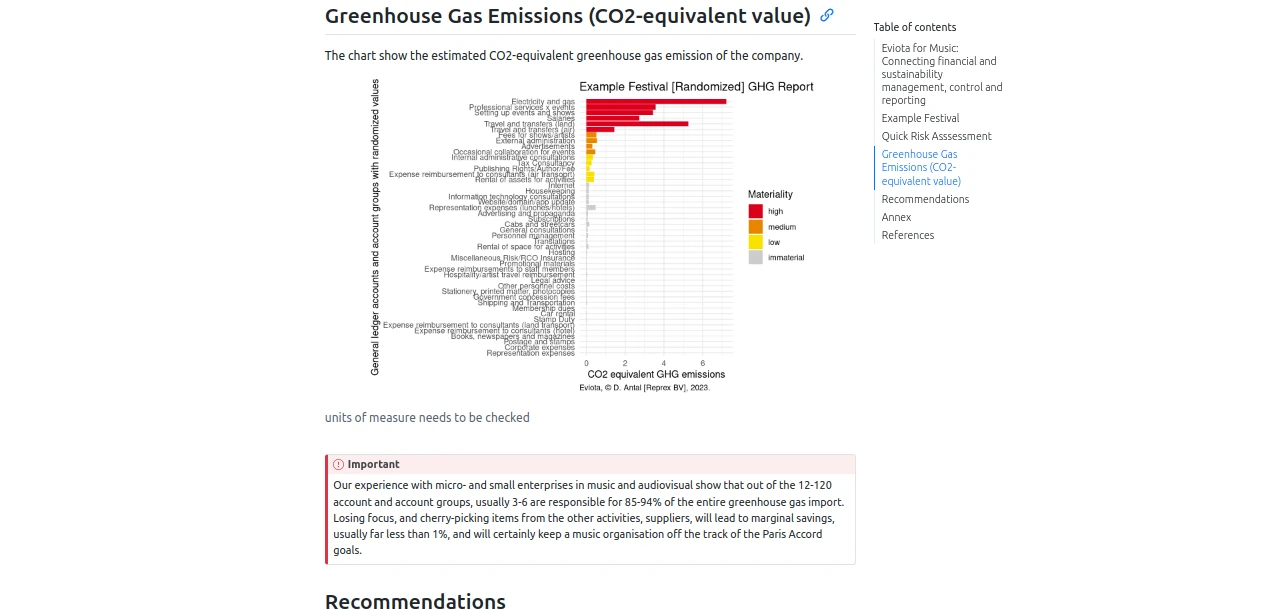 Greenhouse Gas Emissions (CO2-equivalent value)
The chart show the estimated CO2-equivalent greenhouse gas emission of the company.
Example Festival [Randomized] GHG Report
General ledger accounts and account groups with randomized values
Electricity and gas
Professional services x events
Setting up events and shows
Salaries
Travel and transfers (land)
Travel and transfers (air)
Fees for shows/artists
External administration
Advertisements
Occasional collaboration for events
Internal administrative consultations
Tax Consultancy
Publishing Rights/Author/Fee
Expense reimbursement to consultants (air transport)
Rental of assets for activities
Internet
Housekeeping
Information technology consultations
Website/domain/app update
Representation expenses (lunches/hotels)
Advertising and propaganda
Subscriptions
Cabs and streetcars
General consultations
Personnel management
Translations
Rental of space for activities
Hosting
Miscellaneous Risk/RCO Insurance
Promotional materials
Expense reimbursements to staff members
Hospitality/artist travel reimbursement
Legal advice
Other personnel costs
Stationery, printed matter, photocopies
Government concession fees
Shipping and Transportation
Membership dues
Car rental
Stamp Duty
Expense reimbursement to consultants (land transport)
Expense reimbursement to consultants (hotel)
Books, newspapers and magazines
Postage and stamps
Corporate expenses
Representation expenses
0 2 4 6
CO2 equivalent GHG emissions
Eviota, © D. Antal [Reprex BV], 2023.
Materiality
high
medium
low
immaterial
units of measure needs to be checked
Important
Our experience with micro- and small enterprises in music and audiovisual show that out of the 12-120
account and account groups, usually 3-6 are responsible for 85-94% of the entire greenhouse gas import.
Losing focus, and cherry-picking items from the other activities, suppliers, will lead to marginal savings,
usually far less than 1%, and will certainly keep a music organisation off the track of the Paris Accord
goals.
Recommendations
Table of contents
Eviota for Music:
Connecting financial and
sustainability
management, control and
reporting
Example Festival
Quick Risk Asssessment
Greenhouse Gas
Emissions (CO2-
equivalent value)
Recommendations
Annex
References